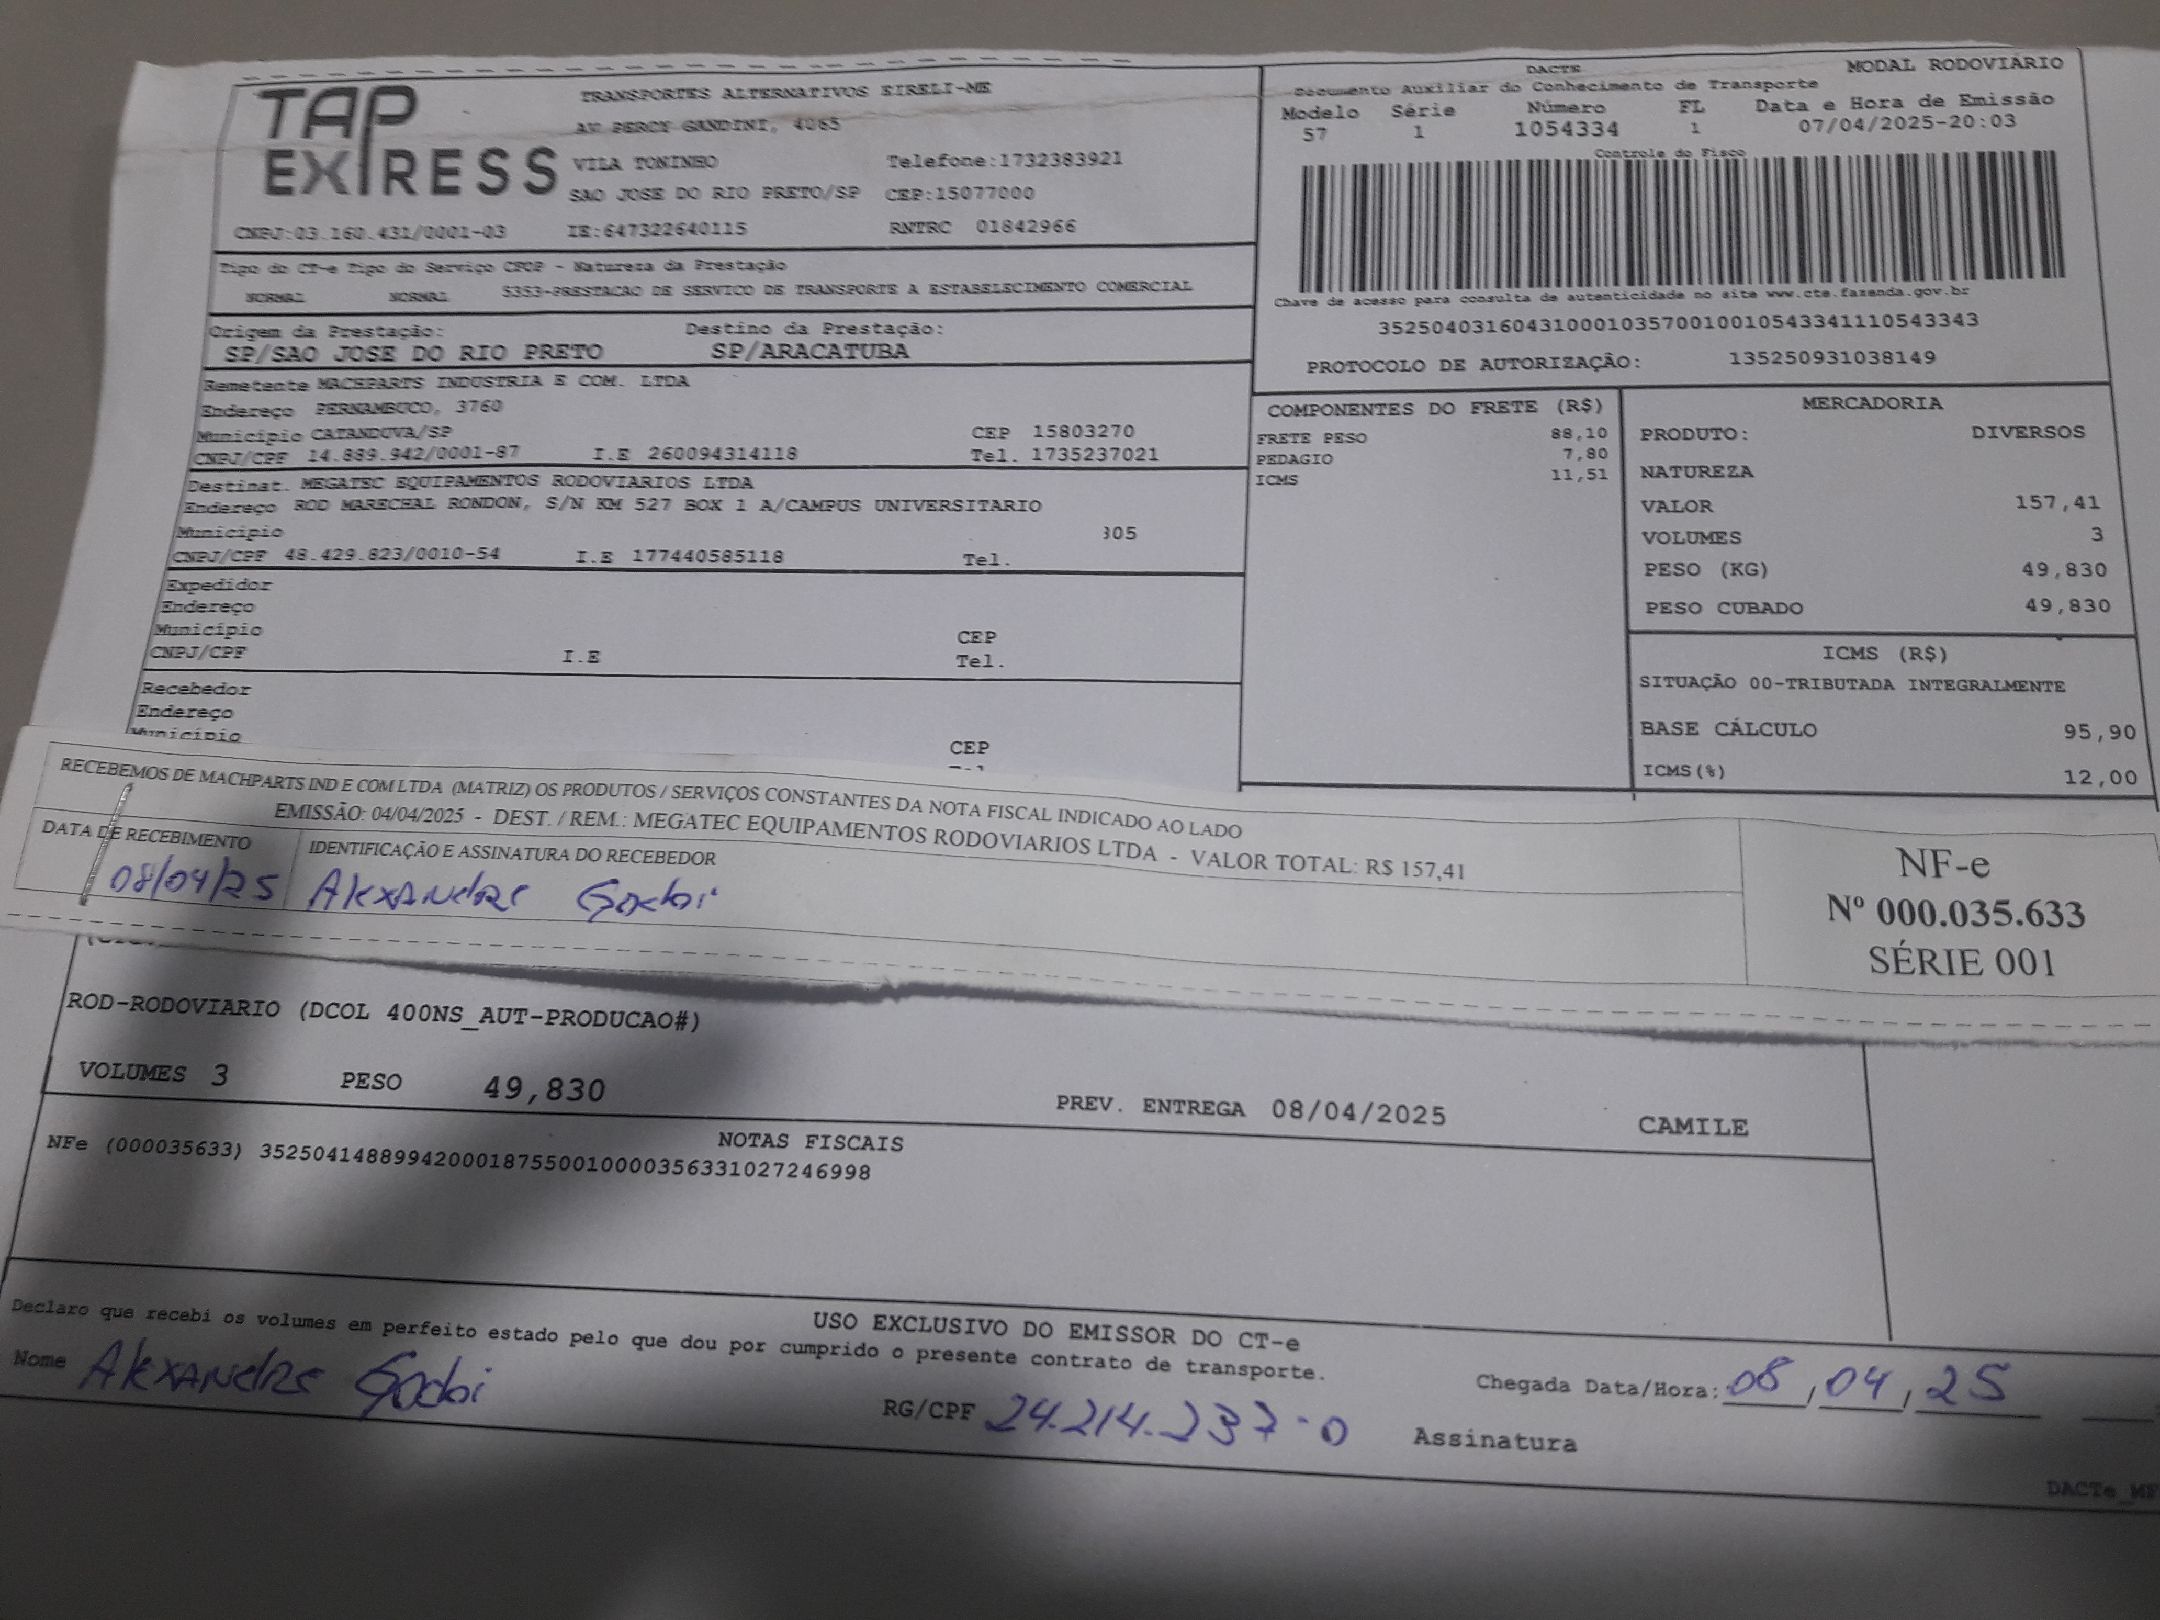 TAP EXPRESS
TRANSPORTES ALTERNATIVOS EIRELI-ME
AV PERCY GANDINI, 4065
VILA TONINHO Telefone:1732383921
SAO JOSE DO RIO PRETO/SP CEP:15077000
CNPJ:03.160.431/0001-03 IE:647322640115 RNTRC 01842966
DACTE MODAL RODOVIÁRIO
Documento Auxiliar do Conhecimento de Transporte
Modelo Série Número FL Data e Hora de Emissão
57 1 1054334 1 07/04/2025-20:03
Controle do Fisco
Chave de acesso para consulta de autenticidade no site www.cte.fazenda.gov.br
35250403160431000103570010010543341110543343
PROTOCOLO DE AUTORIZAÇÃO: 135250931038149
Tipo do CT-e Tipo do Serviço CFOP - Natureza da Prestação
NORMAL NORMAL 5353-PRESTACAO DE SERVICO DE TRANSPORTE A ESTABELECIMENTO COMERCIAL
Origem da Prestação: Destino da Prestação:
SP/SAO JOSE DO RIO PRETO SP/ARACATUBA
Remetente MACHPARTS INDUSTRIA E COM. LTDA
Endereço PERNAMBUCO, 3760
Município CATANDUVA/SP CEP 15803270
CNPJ/CPF 14.889.942/0001-87 I.E 260094314118 Tel. 1735237021
Destinat. MEGATEC EQUIPAMENTOS RODOVIARIOS LTDA
Endereço ROD MARECHAL RONDON, S/N KM 527 BOX 1 A/CAMPUS UNIVERSITARIO
Município 305
CNPJ/CPF 48.429.823/0010-54 I.E 177440585118 Tel.
Expedidor
Endereço
Município CEP
CNPJ/CPF I.E Tel.
Recebedor
Endereço
Município CEP
COMPONENTES DO FRETE (R$)
FRETE PESO 88,10
PEDAGIO 7,80
ICMS 11,51
MERCADORIA
PRODUTO: DIVERSOS
NATUREZA
VALOR 157,41
VOLUMES 3
PESO (KG) 49,830
PESO CUBADO 49,830
ICMS (R$)
SITUAÇÃO 00-TRIBUTADA INTEGRALMENTE
BASE CÁLCULO 95,90
ICMS(%) 12,00
RECEBEMOS DE MACHPARTS IND E COM LTDA (MATRIZ) OS PRODUTOS / SERVIÇOS CONSTANTES DA NOTA FISCAL INDICADO AO LADO
EMISSÃO: 04/04/2025 - DEST. / REM.: MEGATEC EQUIPAMENTOS RODOVIARIOS LTDA - VALOR TOTAL: R$ 157,41
DATA DE RECEBIMENTO IDENTIFICAÇÃO E ASSINATURA DO RECEBEDOR
08/04/25 Alexandre Godoi
NF-e
Nº 000.035.633
SÉRIE 001
ROD-RODOVIARIO (DCOL 400NS_AUT-PRODUCAO#)
VOLUMES 3 PESO 49,830 PREV. ENTREGA 08/04/2025 CAMILE
NOTAS FISCAIS
NFe (000035633) 35250414889942000187550010000356331027246998
USO EXCLUSIVO DO EMISSOR DO CT-e
Declaro que recebi os volumes em perfeito estado pelo que dou por cumprido o presente contrato de transporte.
Nome Alexandre Godoi RG/CPF 24.214.237-0 Chegada Data/Hora: 08/04/25
Assinatura